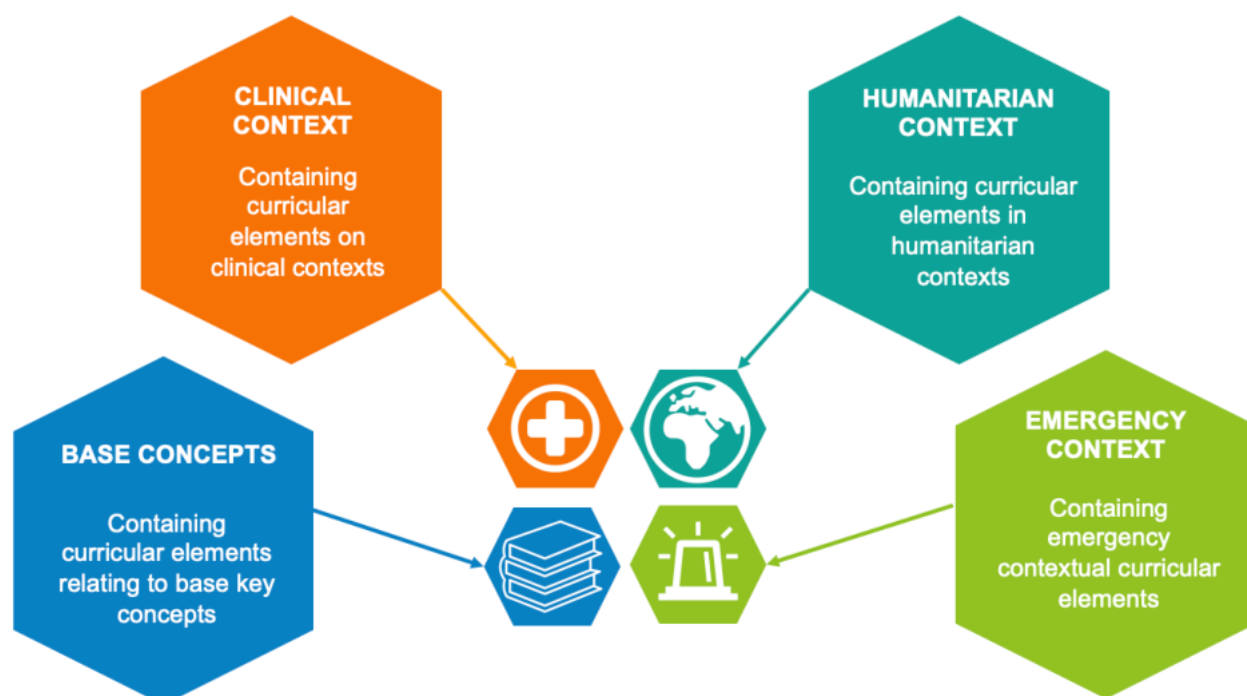 CLINICAL
CONTEXT
Containing
curricular
elements on
clinical contexts
HUMANITARIAN
CONTEXT
Containing curricular
elements in
humanitarian
contexts
BASE CONCEPTS
Containing
curricular elements
relating to base key
concepts
EMERGENCY
CONTEXT
Containing
emergency
contextual curricular
elements